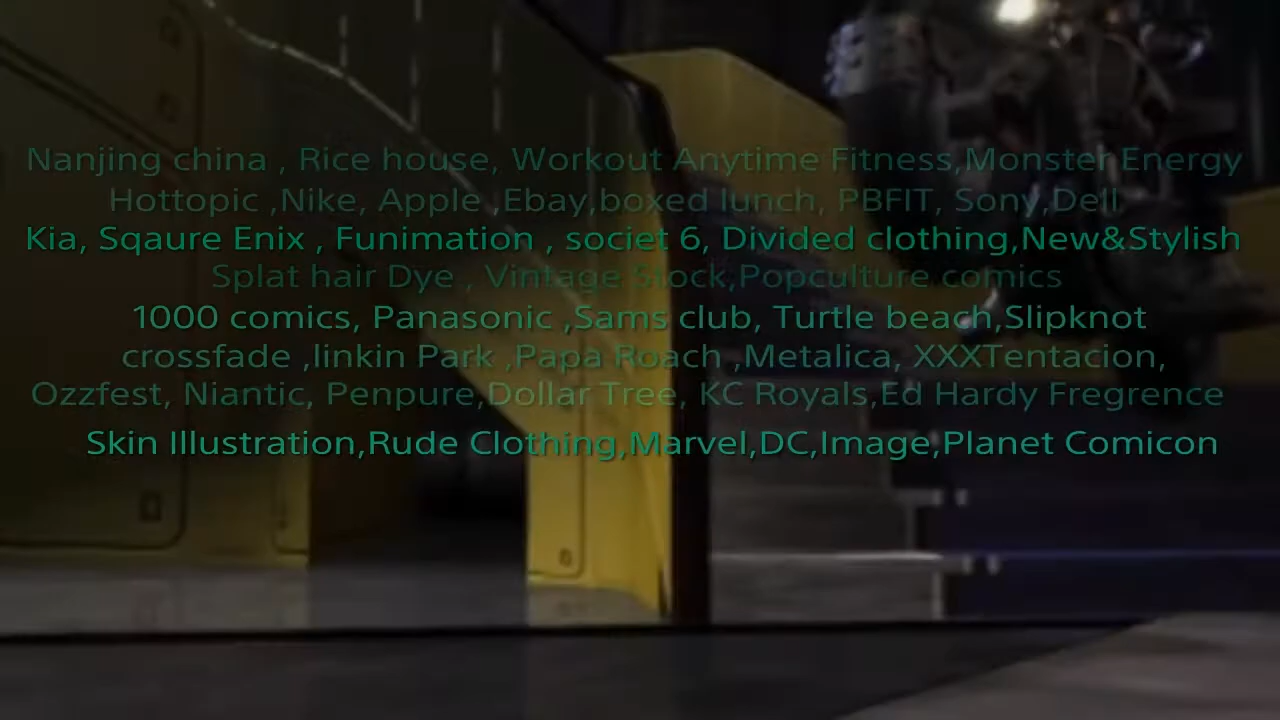 Nanjing china , Rice house, Workout Anytime Fitness,Monster Energy
Hottopic ,Nike, Apple ,Ebay,boxed lunch, PBFIT, Sony,Dell
Kia, Sqaure Enix , Funimation , societ 6, Divided clothing,New&Stylish
Splat hair Dye , Vintage Stock,Popculture comics
1000 comics, Panasonic ,Sams club, Turtle beach,Slipknot
crossfade ,linkin Park ,Papa Roach ,Metalica, XXXTentacion,
Ozzfest, Niantic, Penpure,Dollar Tree, KC Royals,Ed Hardy Fregrence
Skin Illustration,Rude Clothing,Marvel,DC,Image,Planet Comicon